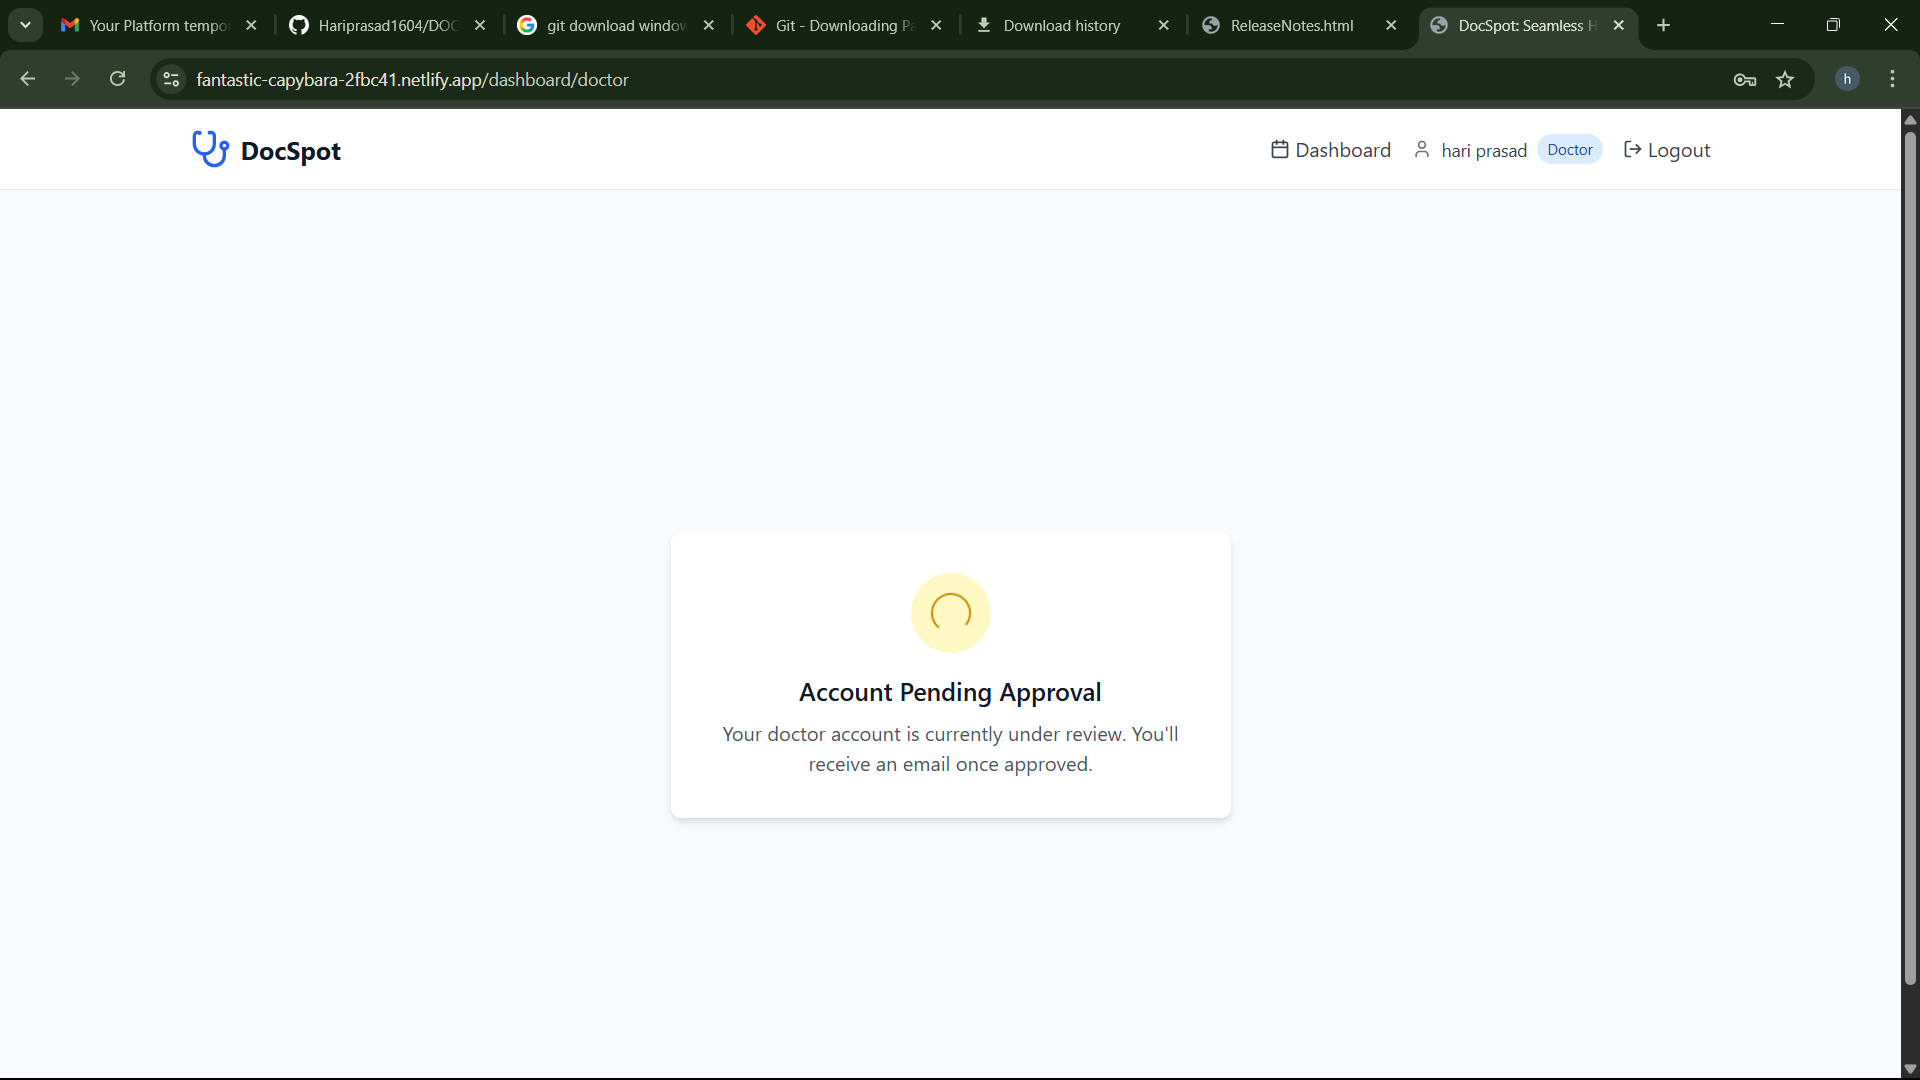 Your Platform tempo
Hariprasad1604/DOC
git download window
Git - Downloading Pa
Download history
ReleaseNotes.html
DocSpot: Seamless H
fantastic-capybara-2fbc41.netlify.app/dashboard/doctor
h
DocSpot
Dashboard
hari prasad
Doctor
Logout
Account Pending Approval
Your doctor account is currently under review. You'll
receive an email once approved.